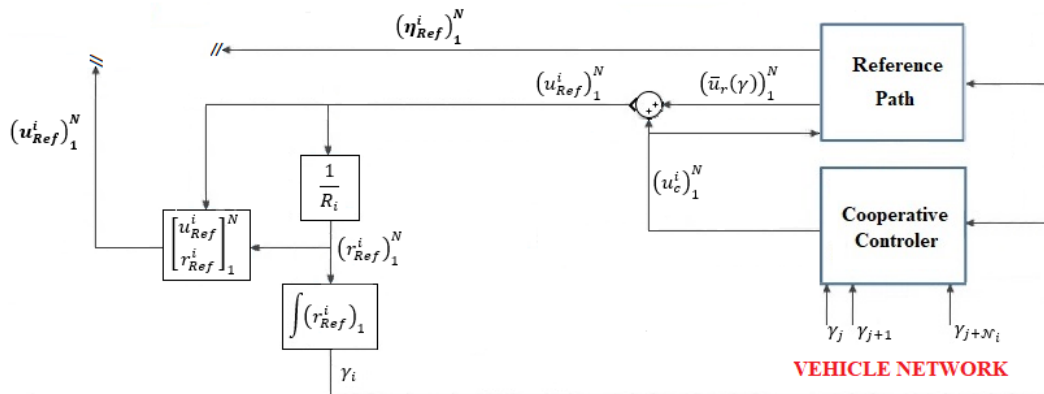 (η^i_Ref)^N_1
//
//
Reference
Path
(u^i_Ref)^N_1
(ū_r(γ))^N_1
+
+
(u^i_Ref)^N_1
1
R_i
(u^i_c)^N_1
Cooperative
Controler
[u^i_Ref
r^i_Ref]^N_1
(r^i_Ref)^N_1
∫(r^i_Ref)_1
γ_i
γ_j
γ_{j+1}
γ_{j+𝒩_i}
VEHICLE NETWORK